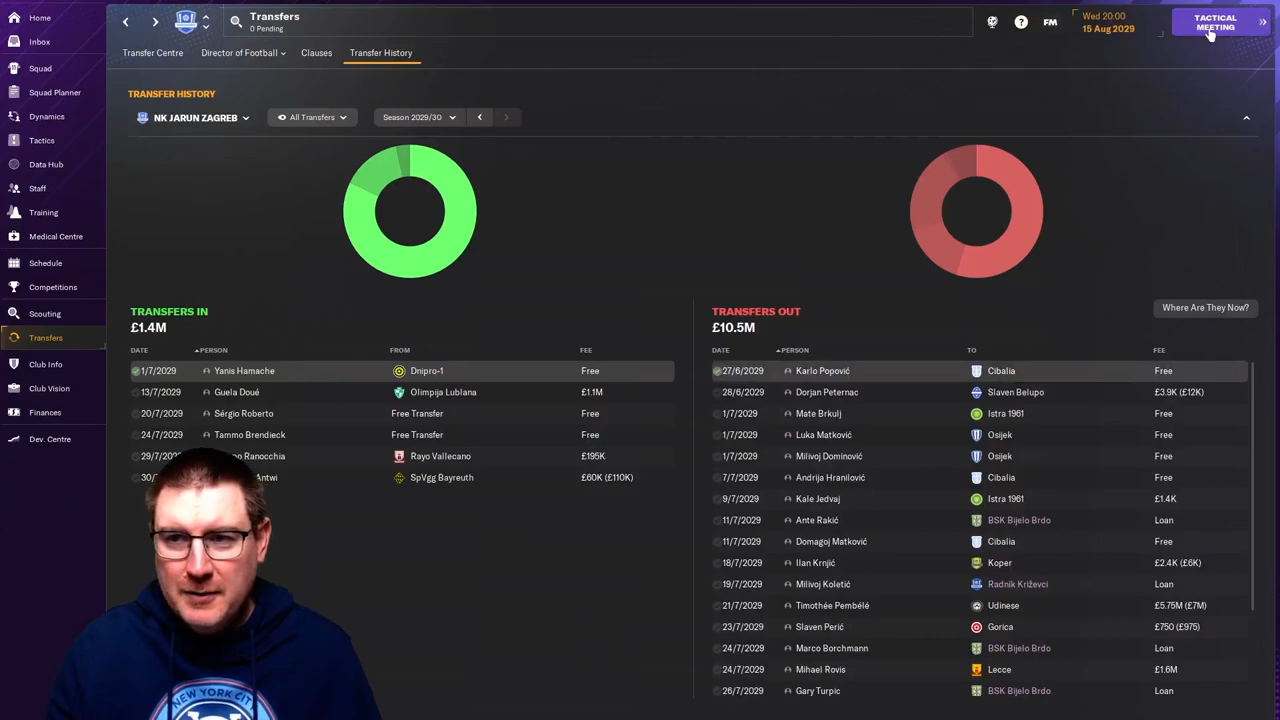 Home
Inbox
Squad
Squad Planner
Dynamics
Tactics
Data Hub
Staff
Training
Medical Centre
Schedule
Competitions
Scouting
Transfers
Club Info
Club Vision
Finances
Dev. Centre
Transfers
0 Pending
FM
Wed 20:00
15 Aug 2029
TACTICAL
MEETING
Transfer Centre
Director of Football
Clauses
Transfer History
TRANSFER HISTORY
NK JARUN ZAGREB
All Transfers
Season 2029/30
TRANSFERS IN
£1.4M
DATE PERSON FROM FEE
1/7/2029 Yanis Hamache Dnipro-1 Free
13/7/2029 Guela Doué Olimpija Lublana £1.1M
20/7/2029 Sérgio Roberto Free Transfer Free
24/7/2029 Tammo Brendieck Free Transfer Free
29/7/20 Ranocchia Rayo Vallecano £195K
30/ Antwi SpVgg Bayreuth £60K (£110K)
TRANSFERS OUT
£10.5M
Where Are They Now?
DATE PERSON TO FEE
27/6/2029 Karlo Popović Cibalia Free
28/6/2029 Dorjan Peternac Slaven Belupo £3.9K (£12K)
1/7/2029 Mate Brkulj Istra 1961 Free
1/7/2029 Luka Matković Osijek Free
1/7/2029 Milivoj Dominović Osijek Free
7/7/2029 Andrija Hranilović Cibalia Free
9/7/2029 Kale Jedvaj Istra 1961 £1.4K
11/7/2029 Ante Rakić BSK Bijelo Brdo Loan
11/7/2029 Domagoj Matković Cibalia Free
18/7/2029 Ilan Krnjić Koper £2.4K (£6K)
19/7/2029 Milivoj Koletić Radnik Križevci Loan
21/7/2029 Timothée Pembélé Udinese £5.75M (£7M)
23/7/2029 Slaven Perić Gorica £750 (£975)
24/7/2029 Marco Borchmann BSK Bijelo Brdo Loan
24/7/2029 Mihael Rovis Lecce £1.6M
26/7/2029 Gary Turpic BSK Bijelo Brdo Loan
NEW YORK CITY